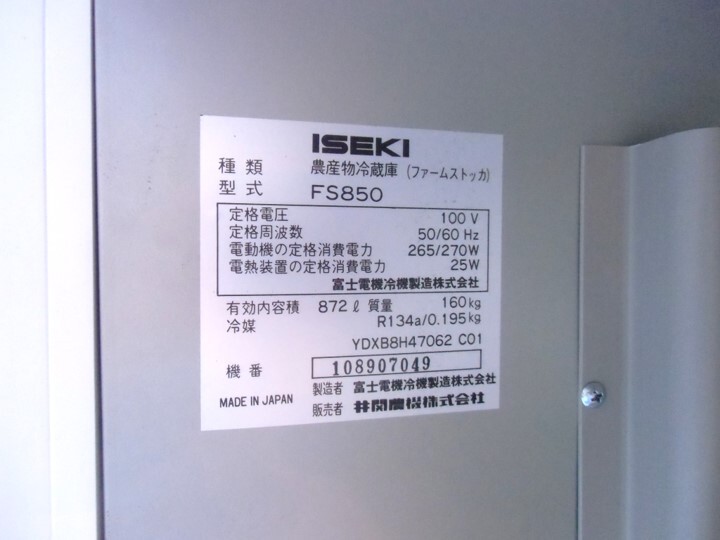 ISEKI
種類 農産物冷蔵庫 (ファームストッカ)
型式 FS850
定格電圧 100 V
定格周波数 50/60 Hz
電動機の定格消費電力 265/270W
電熱装置の定格消費電力 25W
富士電機冷機製造株式会社
有効内容積 872ℓ 質量 160kg
冷媒 R134a/0.195kg
YDXB8H47062 C01
機番 108907049
製造者 富士電機冷機製造株式会社
MADE IN JAPAN 販売者 井関農機株式会社